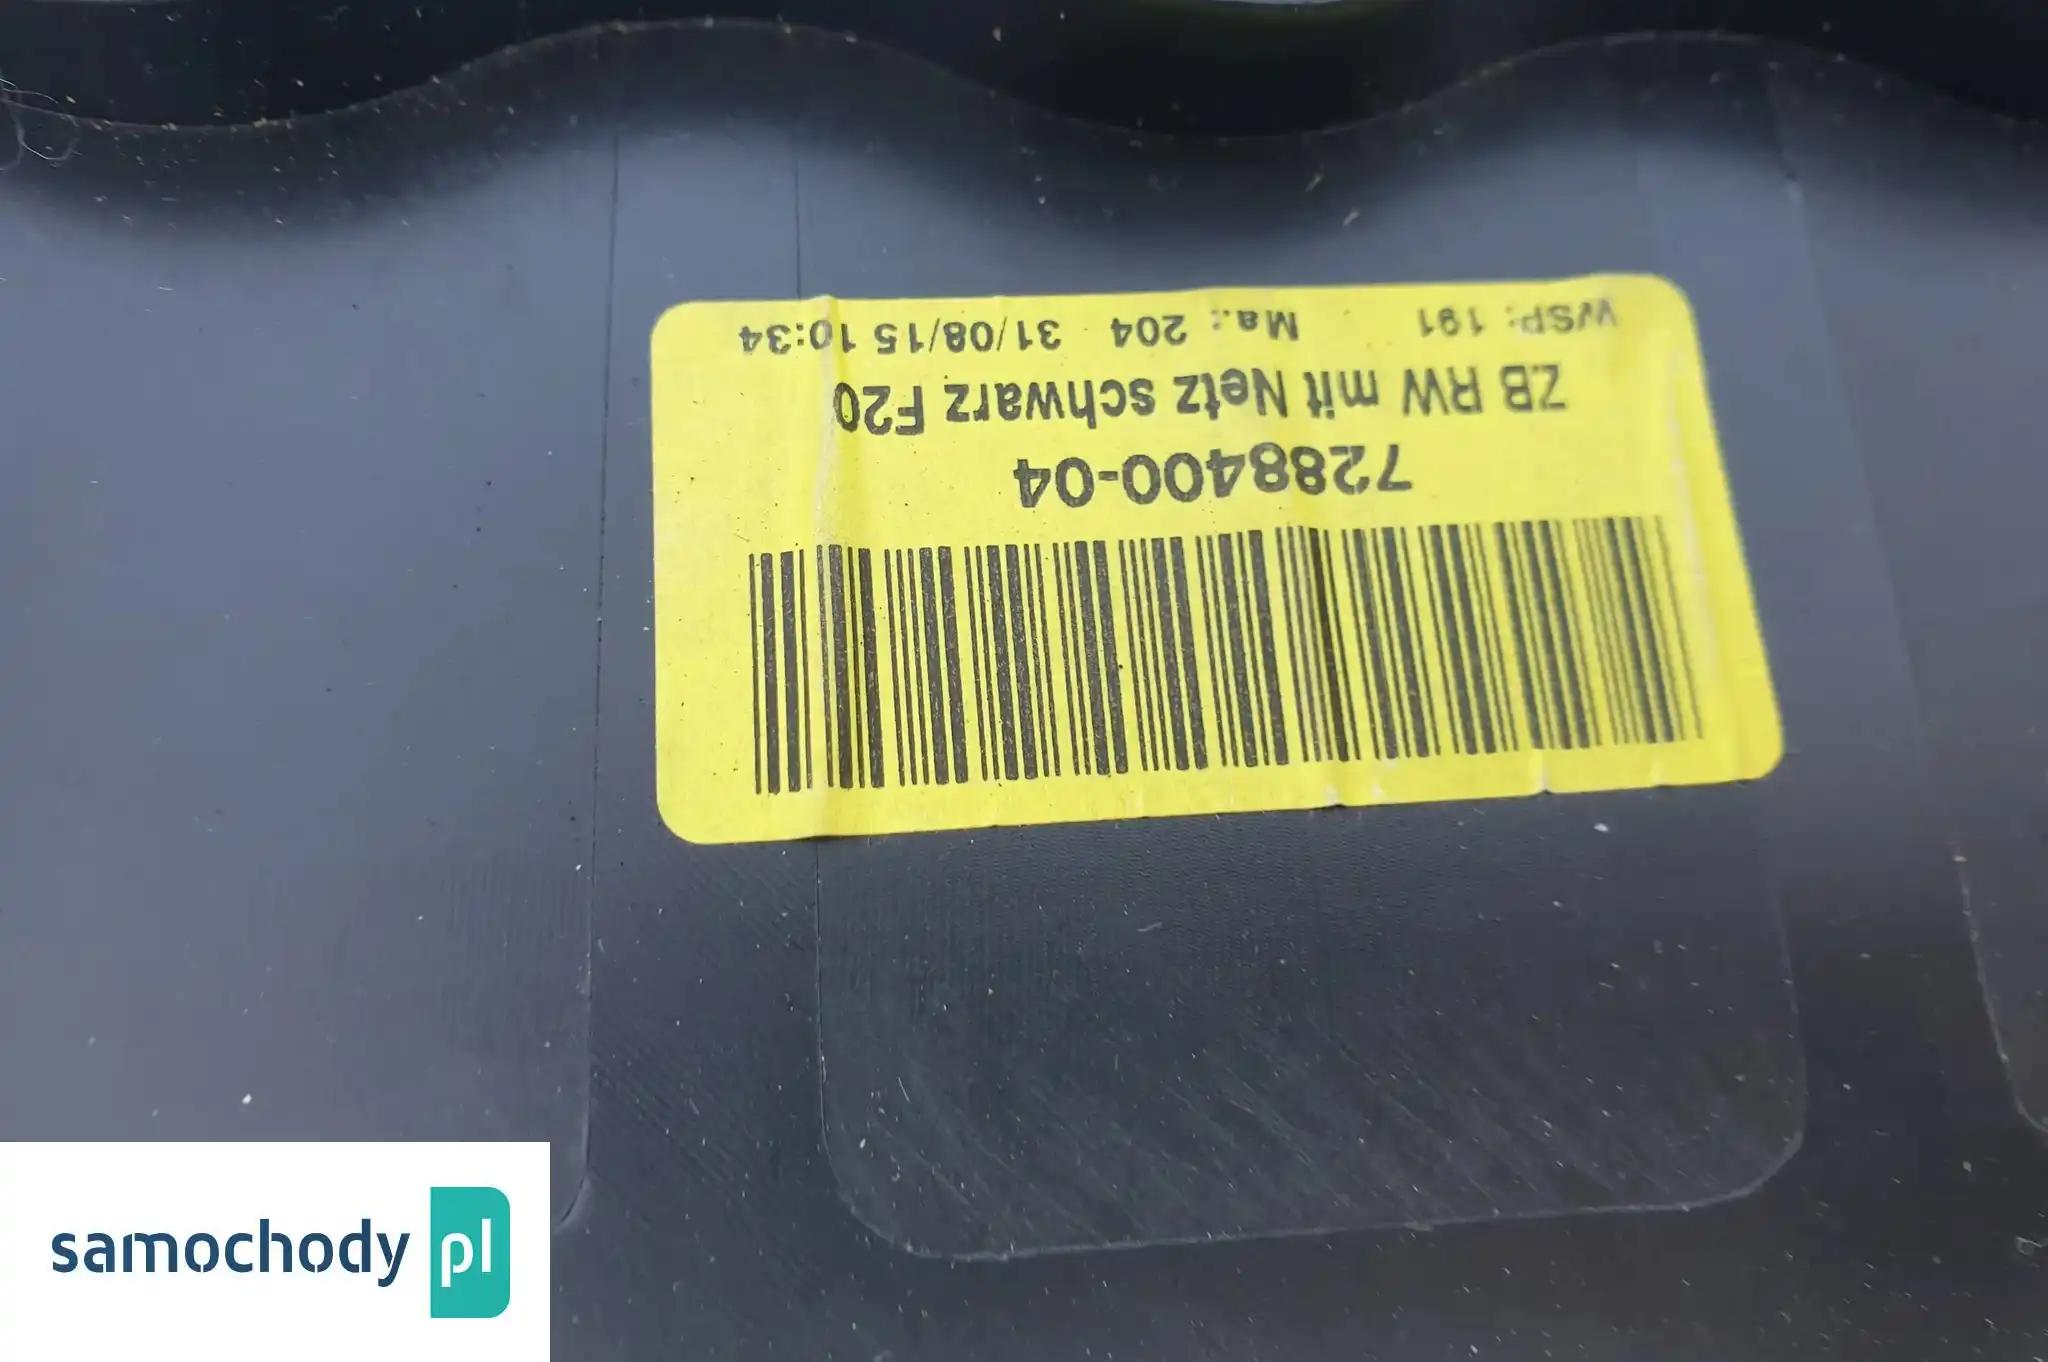 7288400-04
ZB RW mit Netz schwarz F20
WSP: 191 Ma.: 204 31/08/15 10:34
samochody pl